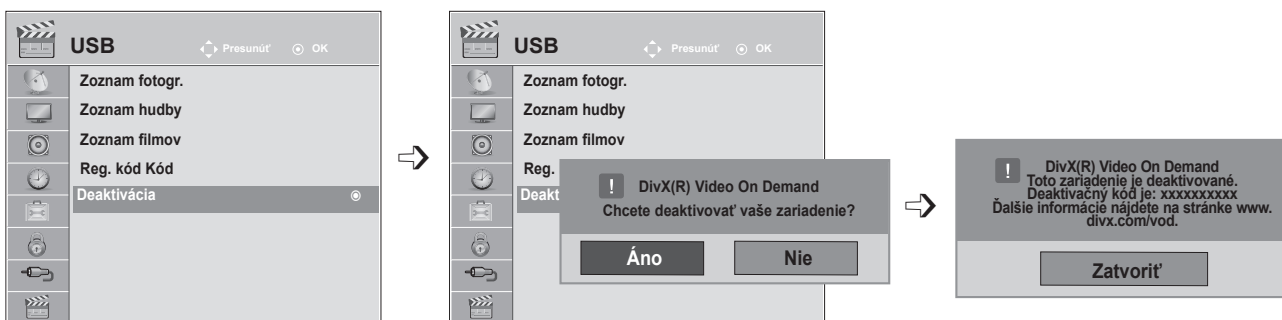 USB Presunúť OK
Zoznam fotogr.
Zoznam hudby
Zoznam filmov
Reg. kód Kód
Deaktivácia
USB Presunúť OK
Zoznam fotogr.
Zoznam hudby
Zoznam filmov
Reg.
Deakt
! DivX(R) Video On Demand
Chcete deaktivovať vaše zariadenie?
Áno Nie
! DivX(R) Video On Demand
Toto zariadenie je deaktivované.
Deaktivačný kód je: xxxxxxxxxx
Ďalšie informácie nájdete na stránke www.
divx.com/vod.
Zatvoriť